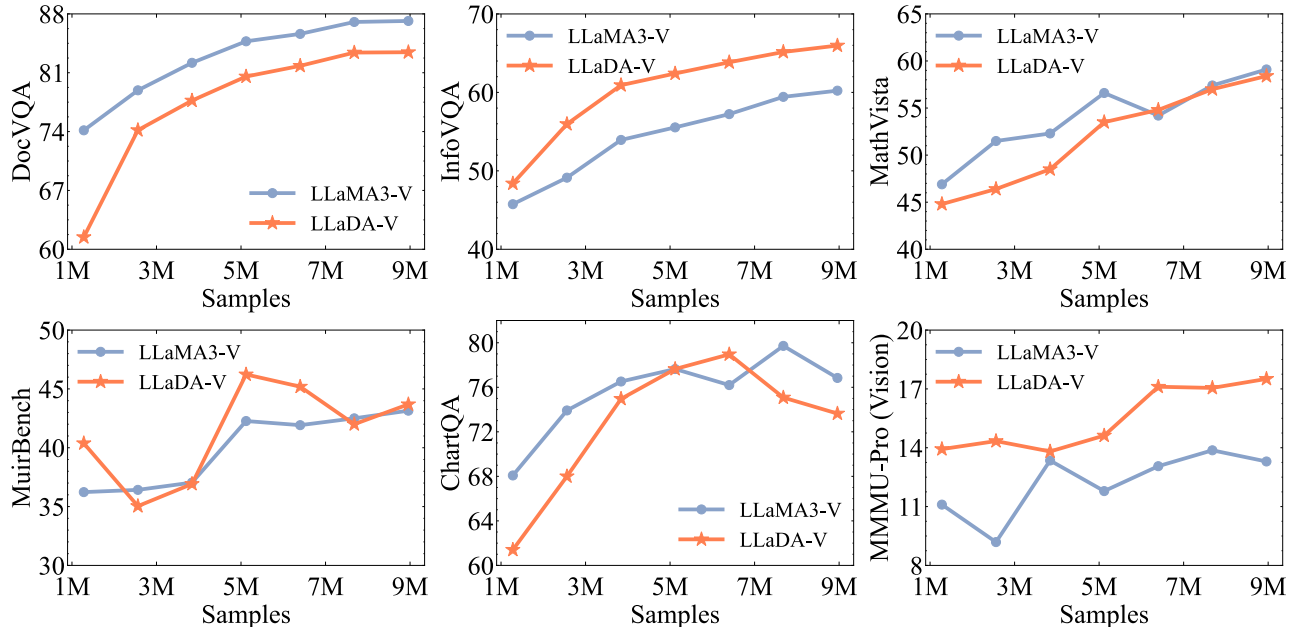 DocVQA
88
81
74
67
60
LLaMA3-V
LLaDA-V
1M 3M 5M 7M 9M
Samples
InfoVQA
70
60
50
40
LLaMA3-V
LLaDA-V
1M 3M 5M 7M 9M
Samples
MathVista
65
60
55
50
45
40
LLaMA3-V
LLaDA-V
1M 3M 5M 7M 9M
Samples
MuirBench
50
45
40
35
30
LLaMA3-V
LLaDA-V
1M 3M 5M 7M 9M
Samples
ChartQA
80
76
72
68
64
60
LLaMA3-V
LLaDA-V
1M 3M 5M 7M 9M
Samples
MMMU-Pro (Vision)
20
17
14
11
8
LLaMA3-V
LLaDA-V
1M 3M 5M 7M 9M
Samples